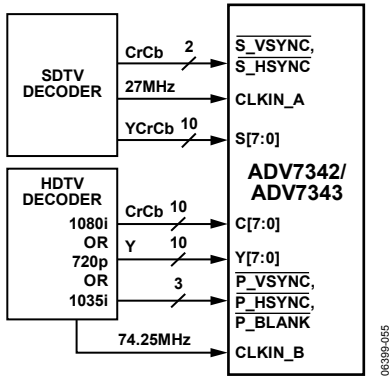 SDTV
DECODER
CrCb 2
27MHz
YCrCb 10
S_VSYNC,
S_HSYNC
CLKIN_A
S[7:0]
ADV7342/
ADV7343
HDTV
DECODER
1080i
OR
720p
OR
1035i
CrCb 10
Y 10
3
74.25MHz
C[7:0]
Y[7:0]
P_VSYNC,
P_HSYNC,
P_BLANK
CLKIN_B
06399-055